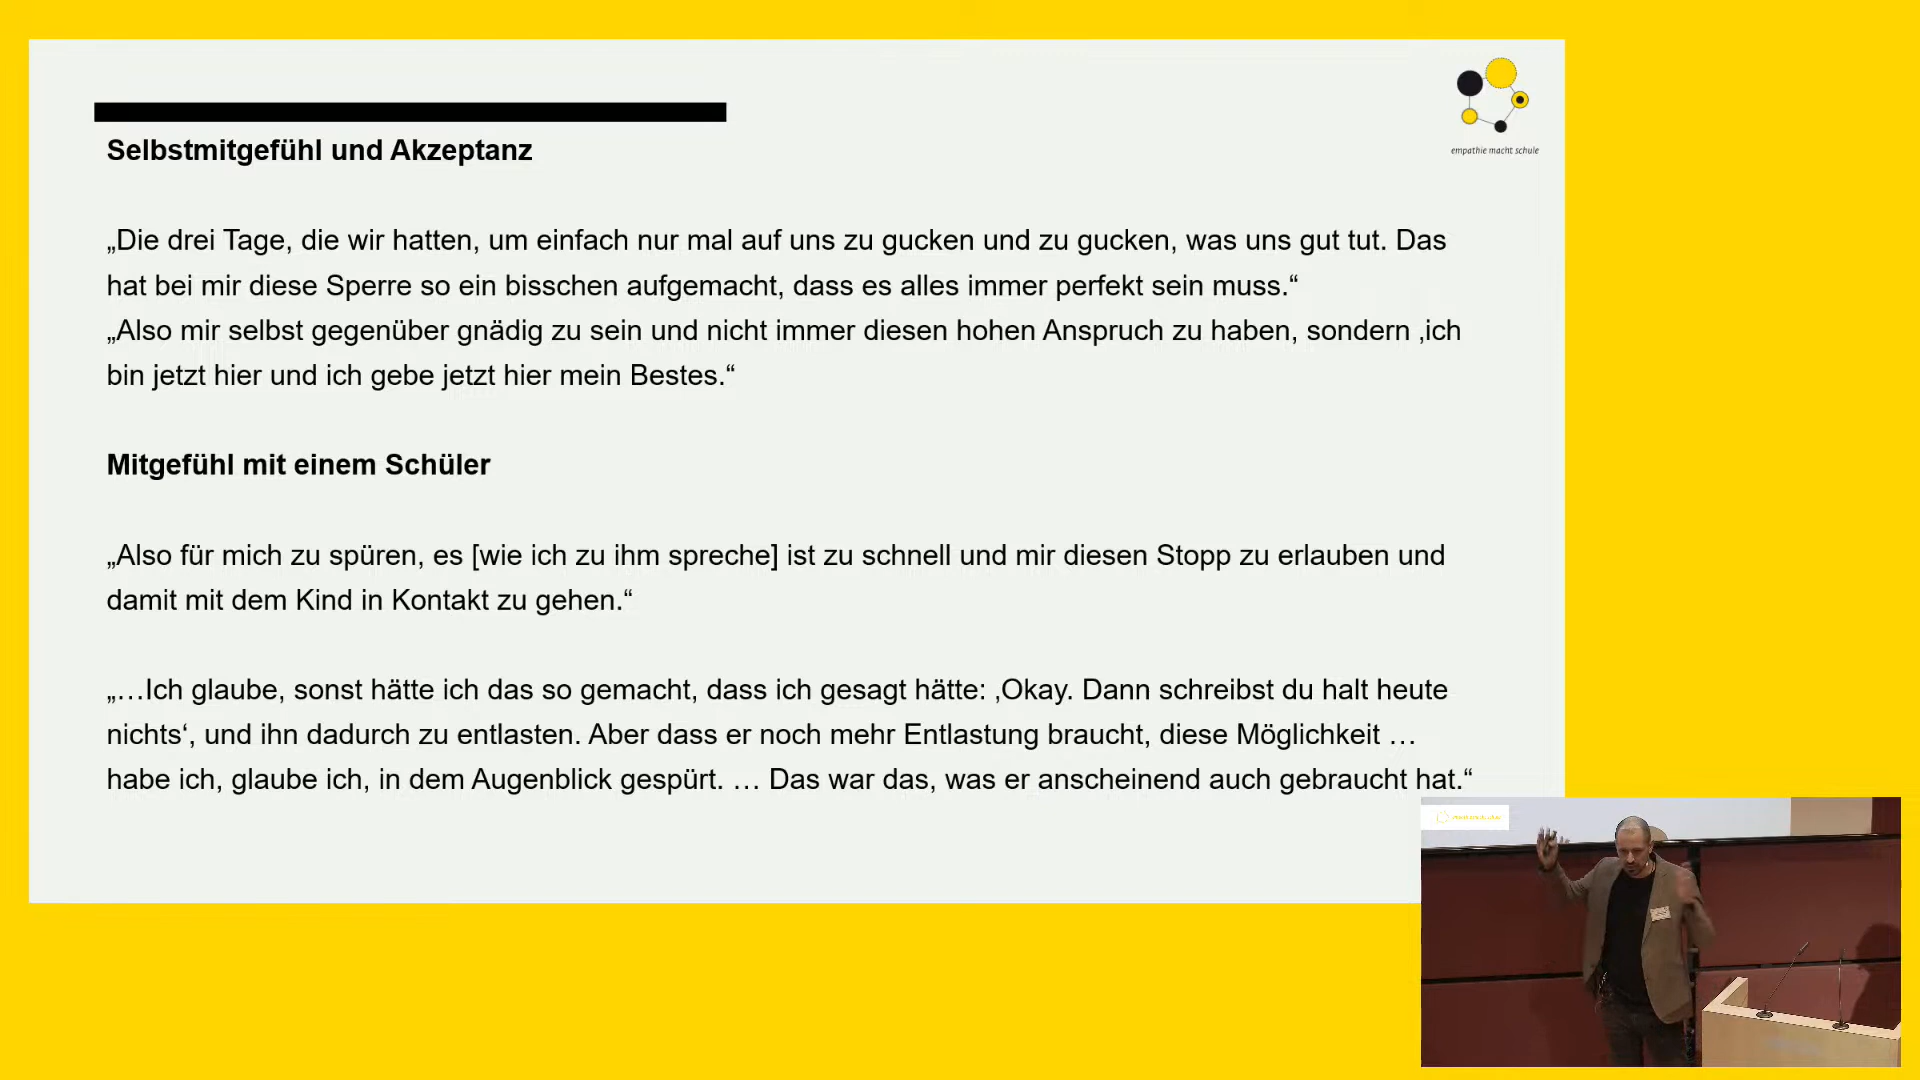 empathie macht schule
Selbstmitgefühl und Akzeptanz
„Die drei Tage, die wir hatten, um einfach nur mal auf uns zu gucken und zu gucken, was uns gut tut. Das
hat bei mir diese Sperre so ein bisschen aufgemacht, dass es alles immer perfekt sein muss.“
„Also mir selbst gegenüber gnädig zu sein und nicht immer diesen hohen Anspruch zu haben, sondern ‚ich
bin jetzt hier und ich gebe jetzt hier mein Bestes.“
Mitgefühl mit einem Schüler
„Also für mich zu spüren, es [wie ich zu ihm spreche] ist zu schnell und mir diesen Stopp zu erlauben und
damit mit dem Kind in Kontakt zu gehen.“
„…Ich glaube, sonst hätte ich das so gemacht, dass ich gesagt hätte: ‚Okay. Dann schreibst du halt heute
nichts‘, und ihn dadurch zu entlasten. Aber dass er noch mehr Entlastung braucht, diese Möglichkeit …
habe ich, glaube ich, in dem Augenblick gespürt. … Das war das, was er anscheinend auch gebraucht hat.“